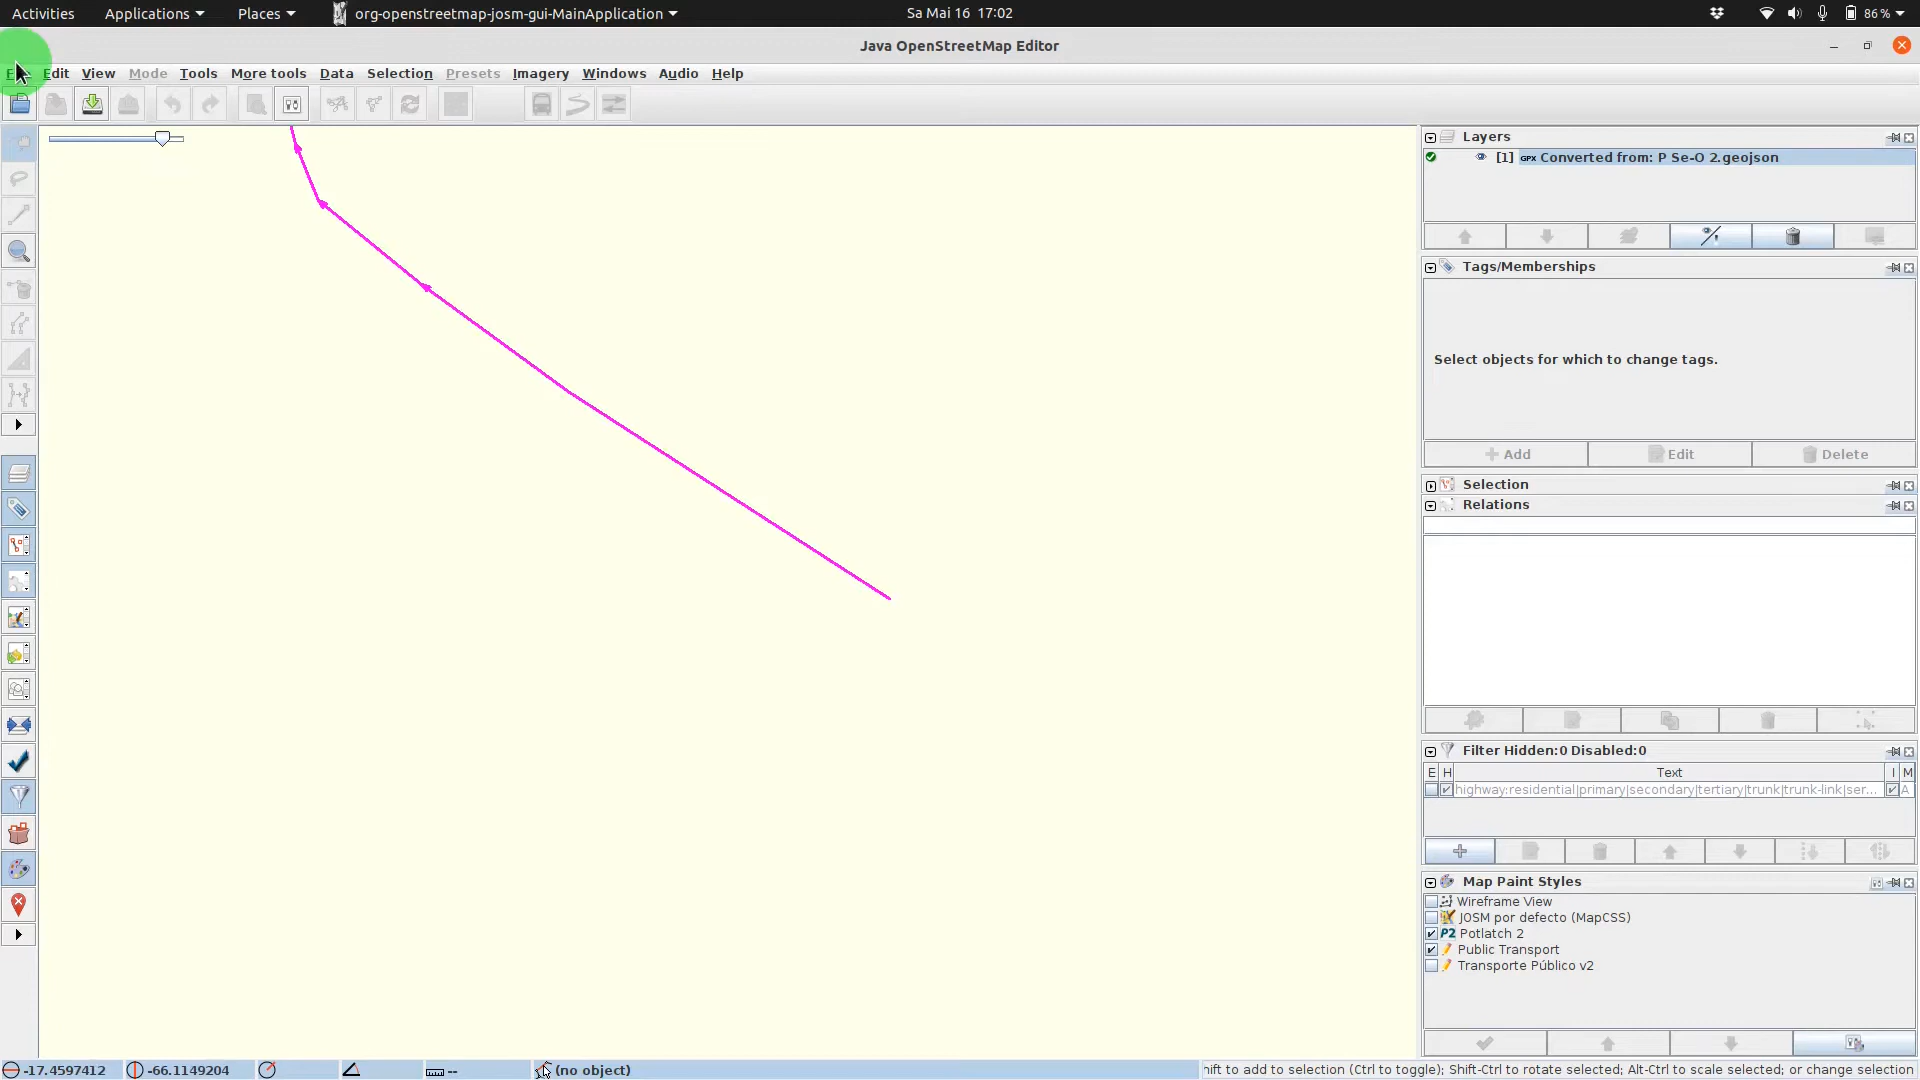 Activities Applications Places org-openstreetmap-josm-gui-MainApplication Sa Mai 16 17:02 86%
Java OpenStreetMap Editor
Edit View Mode Tools More tools Data Selection Presets Imagery Windows Audio Help
Layers
[1] GPX Converted from: P Se-O 2.geojson
Tags/Memberships
Select objects for which to change tags.
Add Edit Delete
Selection
Relations
Filter Hidden:0 Disabled:0
E H Text I M
highway:residential|primary|secondary|tertiary|trunk|trunk-link|ser... A
Map Paint Styles
Wireframe View
JOSM por defecto (MapCSS)
P2 Potlatch 2
Public Transport
Transporte Público v2
-17.4597412 -66.1149204 -- (no object) hift to add to selection (Ctrl to toggle); Shift-Ctrl to rotate selected; Alt-Ctrl to scale selected; or change selection